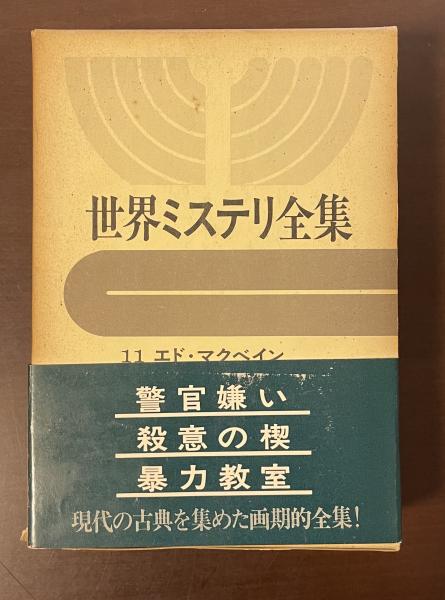 世界ミステリ全集
11 エド・マクベイン
警官嫌い
殺意の楔
暴力教室
現代の古典を集めた画期的全集!